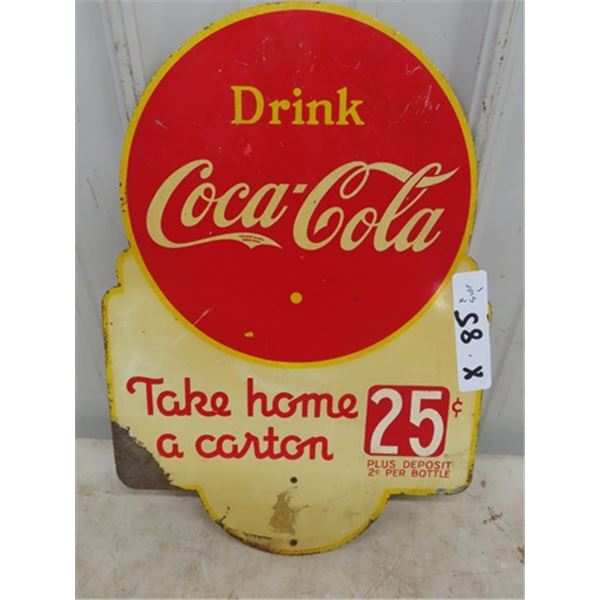 Drink
Coca-Cola
Take home
a carton
25¢
PLUS DEPOSIT
2¢ PER BOTTLE
X. 85